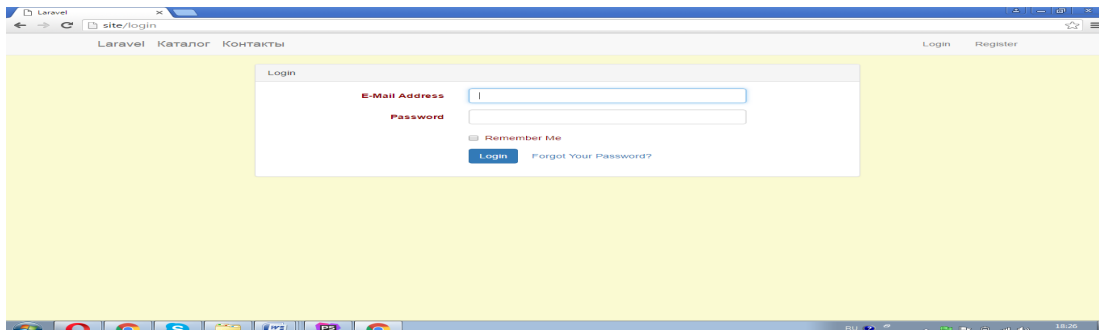 Laravel
site/login
Laravel Каталог Контакты Login Register
Login
E-Mail Address
Password
Remember Me
Login Forgot Your Password?
RU 18:26